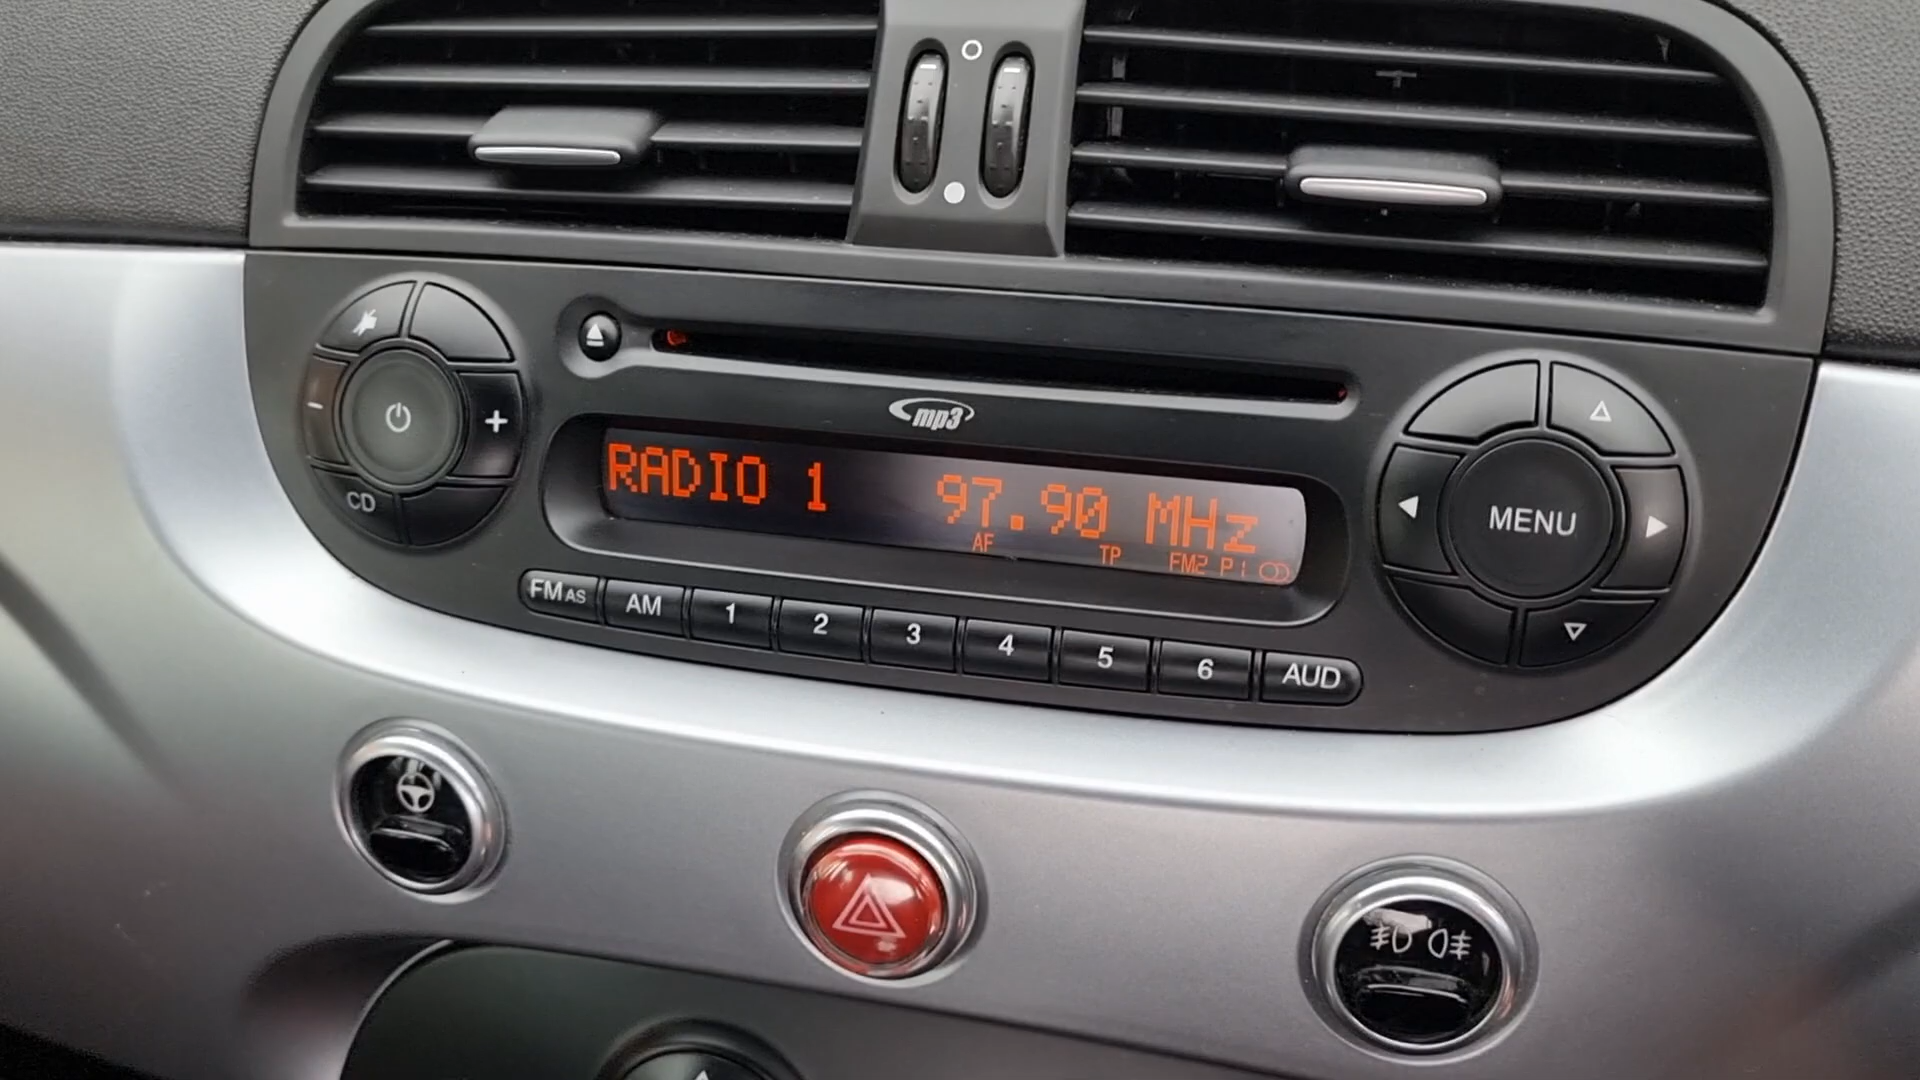 mp3
RADIO 1 97.90 MHz
AF TP FM2 P1
CD
MENU
FM AS AM 1 2 3 4 5 6 AUD